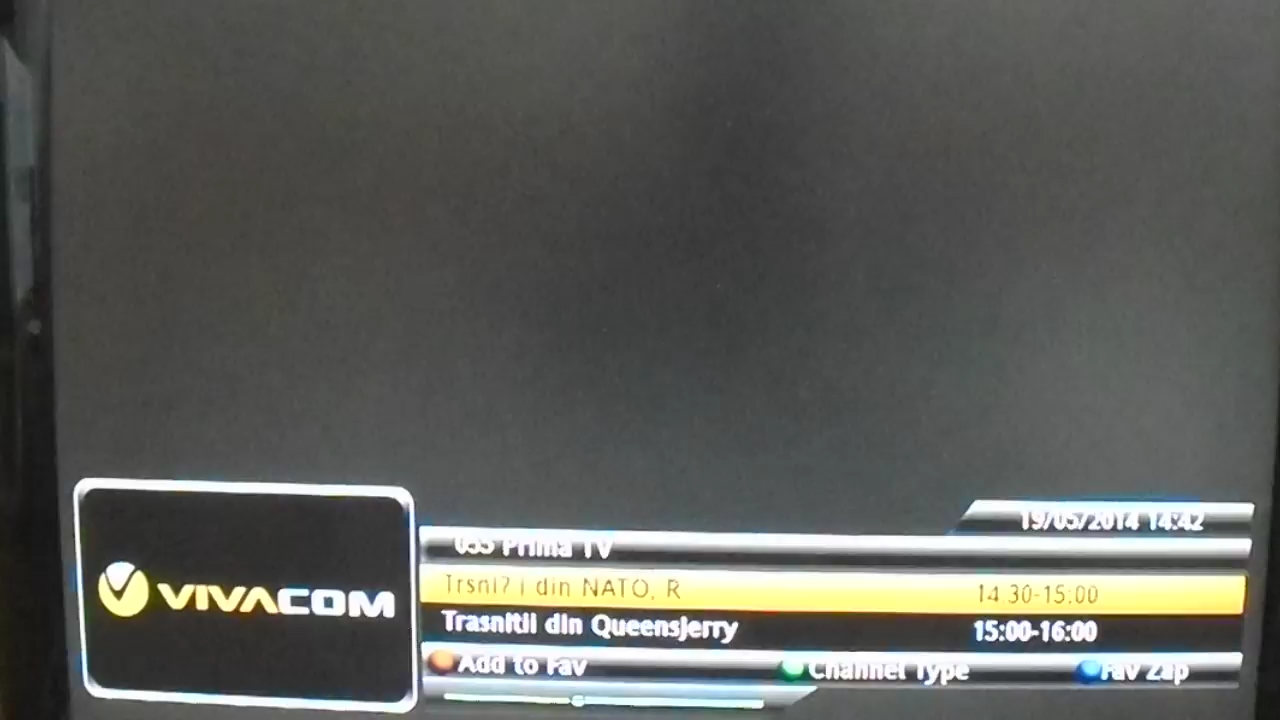 19/05/2014 14:42
055 Prima TV
Trsni? i din NATO, R 14:30-15:00
Trasnitii din Queensjerry 15:00-16:00
VIVACOM
Add to Fav Channel Type Fav Zap